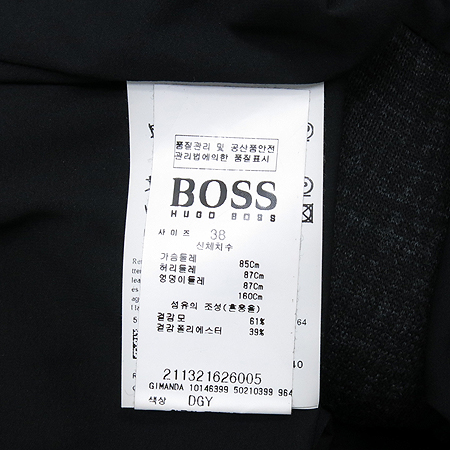 품질관리 및 공산품안전
관리법에의한 품질표시
BOSS
HUGO BOSS
사이즈 38
신체치수
가슴둘레 85Cm
허리둘레 87Cm
엉덩이둘레 87Cm
160Cm
섬유의 조성(혼용율)
겉감모 61%
겉감폴리에스터 39%
211321626005
GIMANDA 10146399 50210399 964
색상 DGY